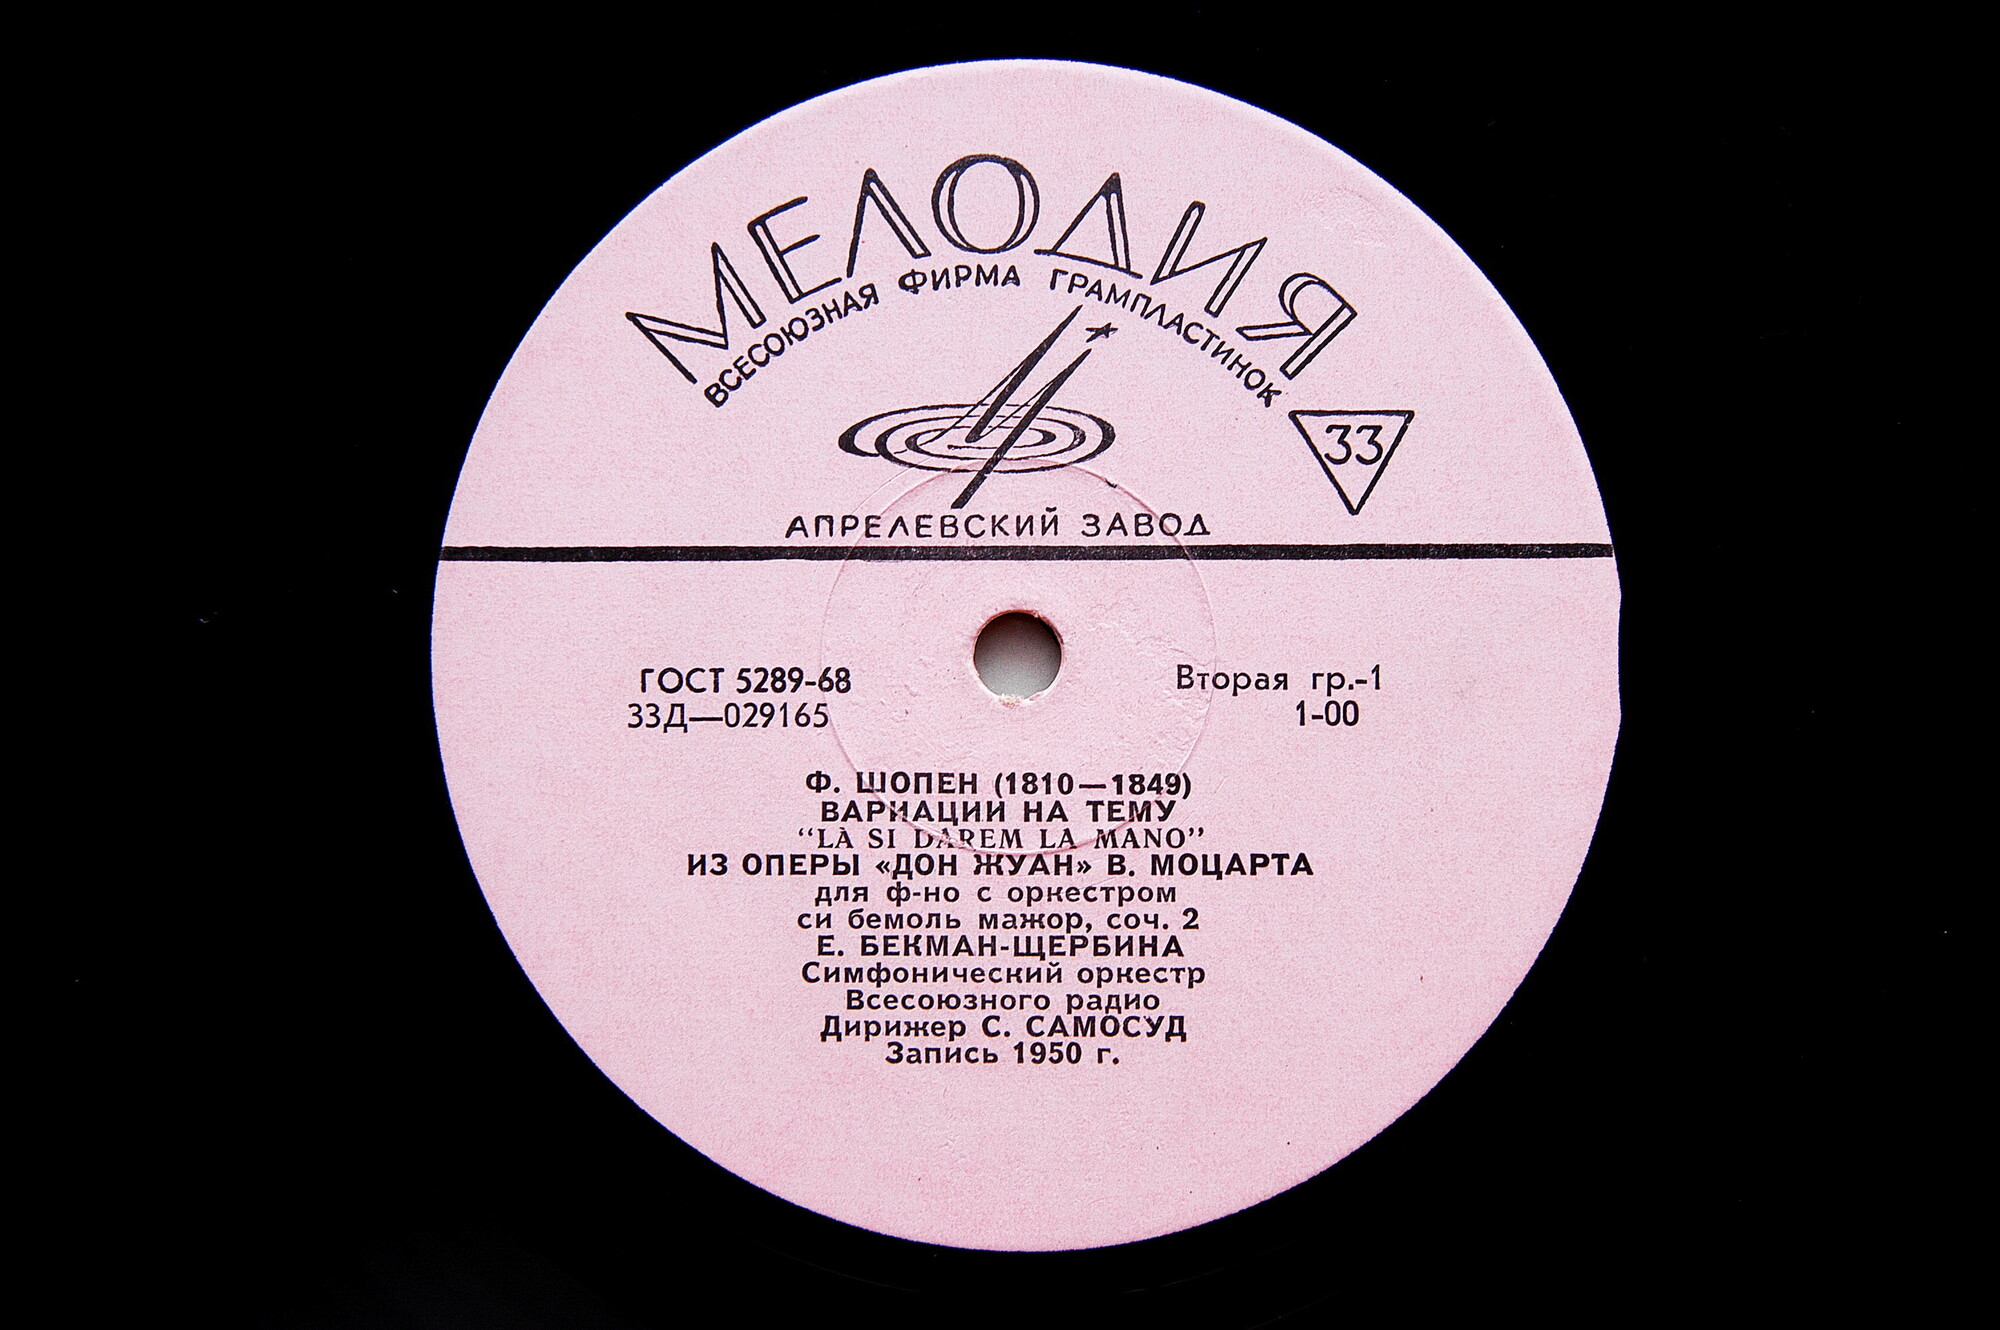 МЕЛОДИЯ
ВСЕСОЮЗНАЯ ФИРМА ГРАМПЛАСТИНОК
33
АПРЕЛЕВСКИЙ ЗАВОД
ГОСТ 5289-68
Вторая гр.-1
33Д—029165
1-00
Ф. ШОПЕН (1810—1849)
ВАРИАЦИИ НА ТЕМУ
“LÀ SI DAREM LA MANO”
ИЗ ОПЕРЫ «ДОН ЖУАН» В. МОЦАРТА
для ф-но с оркестром
си бемоль мажор, соч. 2
Е. БЕКМАН-ЩЕРБИНА
Симфонический оркестр
Всесоюзного радио
Дирижер С. САМОСУД
Запись 1950 г.